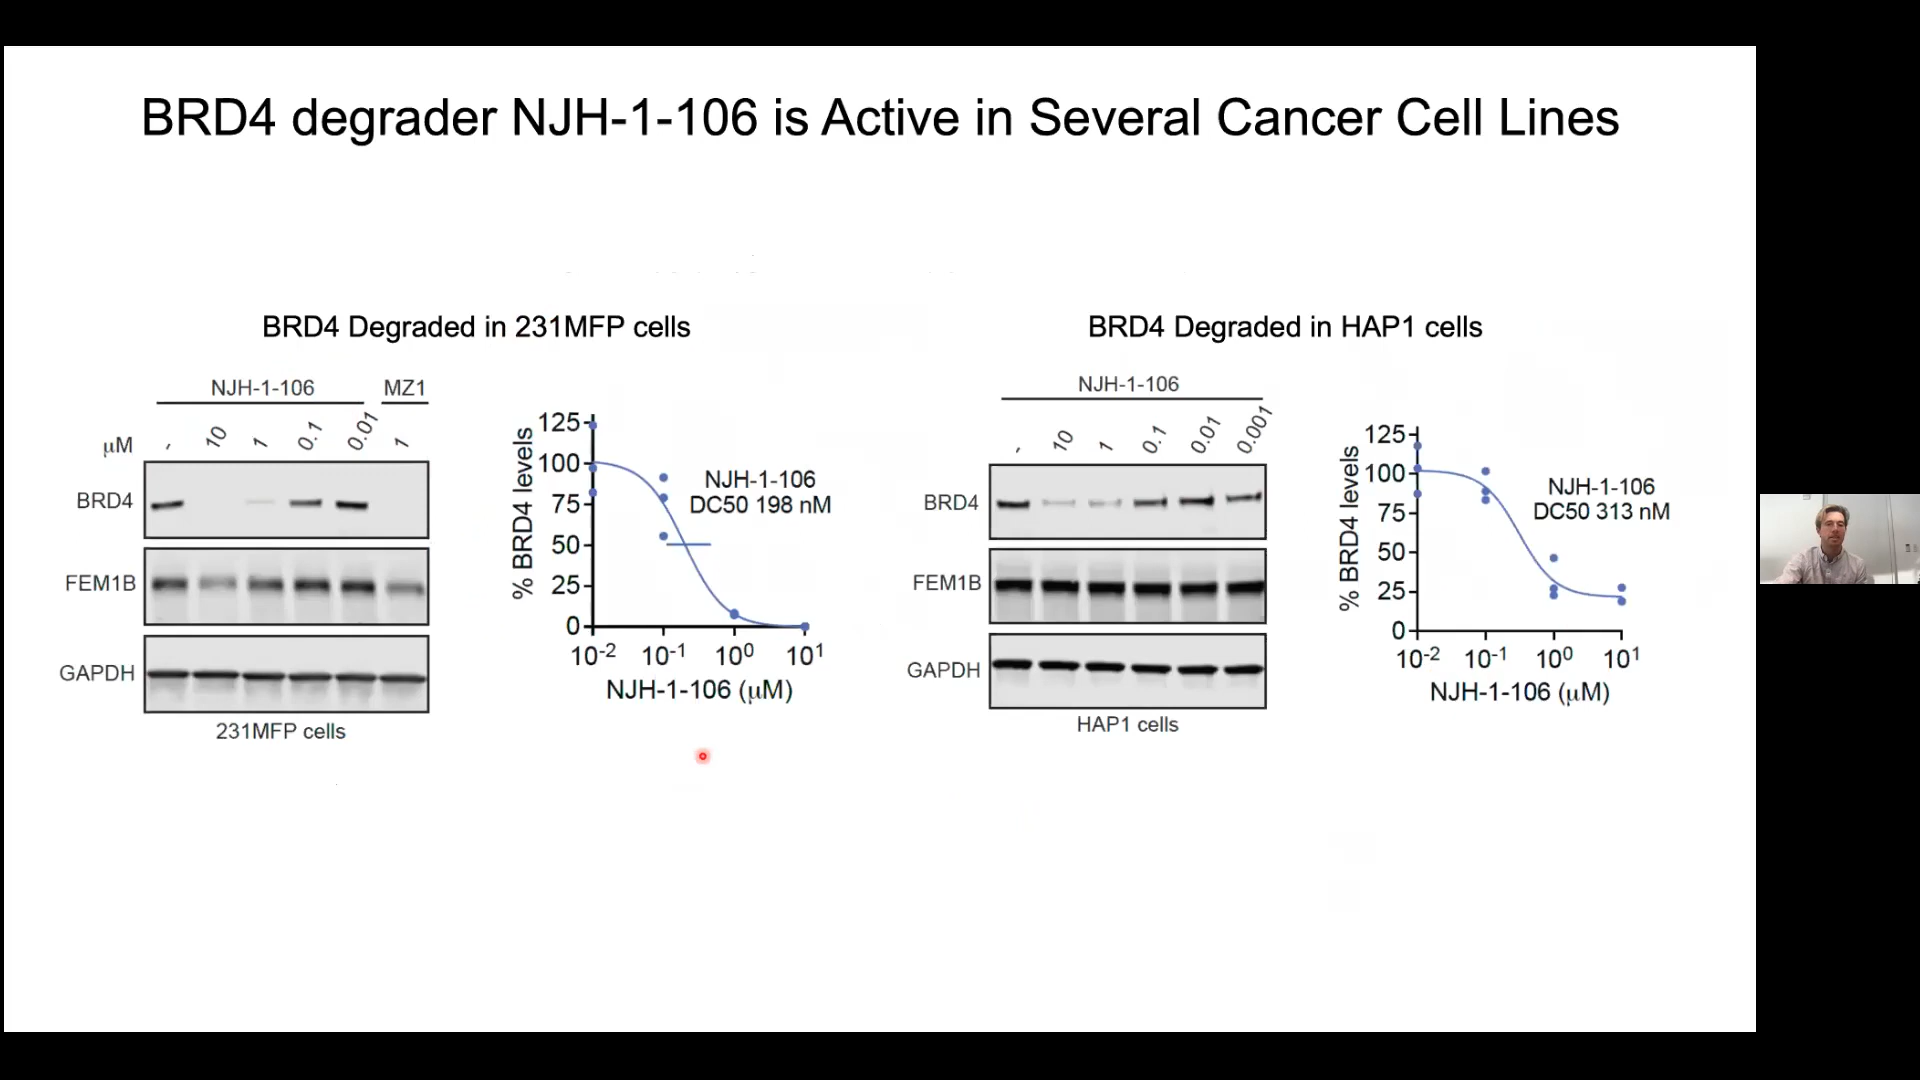 BRD4 degrader NJH-1-106 is Active in Several Cancer Cell Lines
BRD4 Degraded in 231MFP cells
NJH-1-106
MZ1
μM
-
10
1
0.1
0.01
1
BRD4
FEM1B
GAPDH
231MFP cells
% BRD4 levels
125
100
75
50
25
0
NJH-1-106
DC50 198 nM
10-2
10-1
100
101
NJH-1-106 (μM)
BRD4 Degraded in HAP1 cells
NJH-1-106
-
10
1
0.1
0.01
0.001
BRD4
FEM1B
GAPDH
HAP1 cells
% BRD4 levels
125
100
75
50
25
0
NJH-1-106
DC50 313 nM
10-2
10-1
100
101
NJH-1-106 (μM)